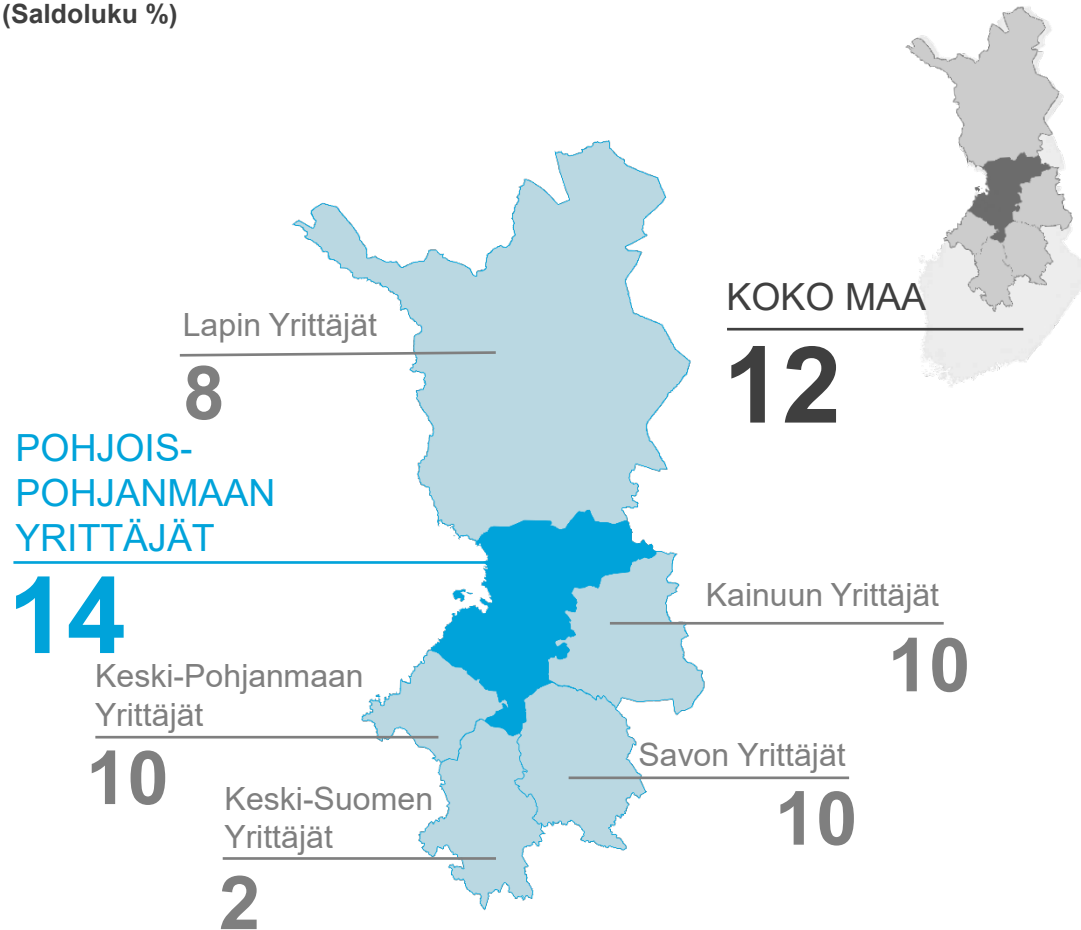 (Saldoluku %)
KOKO MAA
12
Lapin Yrittäjät
8
POHJOIS-
POHJANMAAN
YRITTÄJÄT
14
Kainuun Yrittäjät
10
Keski-Pohjanmaan
Yrittäjät
10
Savon Yrittäjät
10
Keski-Suomen
Yrittäjät
2